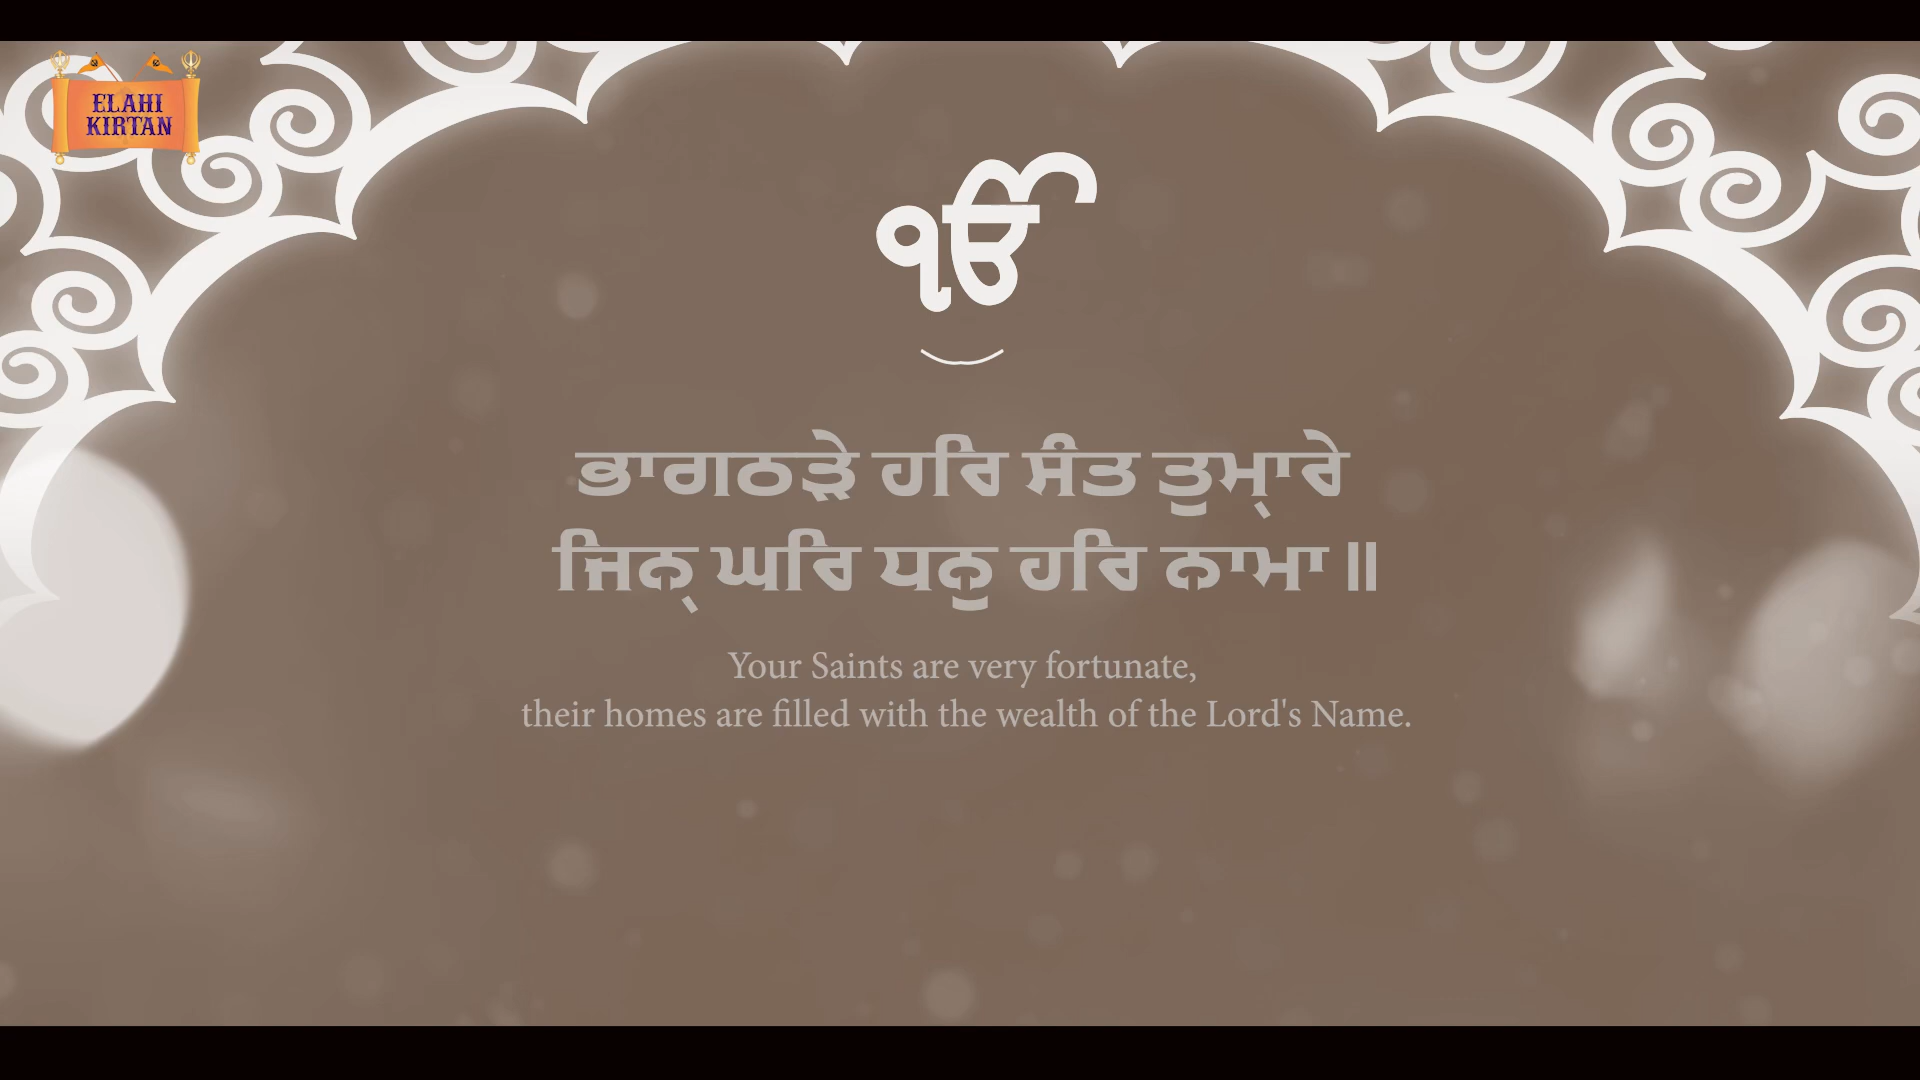 ELAHI
KIRTAN
ੴ
ਭਾਗਠੜੇ ਹਰਿ ਸੰਤ ਤੁਮ੍ਹਾਰੇ
ਜਿਨ੍ ਘਰਿ ਧਨੁ ਹਰਿ ਨਾਮਾ ॥
Your Saints are very fortunate,
their homes are filled with the wealth of the Lord's Name.